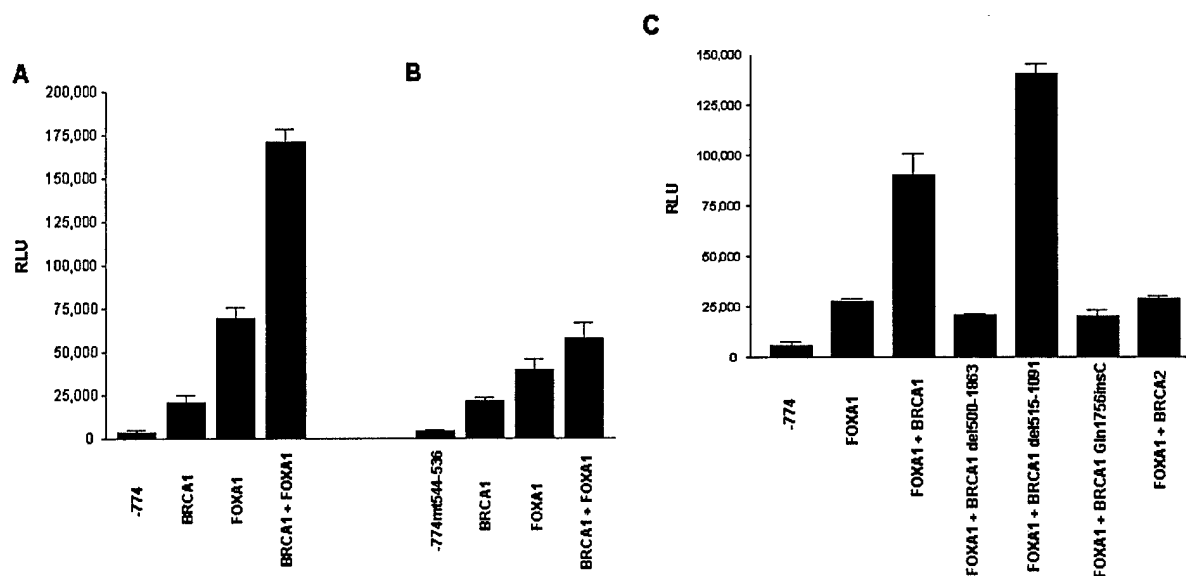 A
RLU
200,000
175,000
150,000
125,000
100,000
75,000
50,000
25,000
0
-774
BRCA1
FOXA1
BRCA1 + FOXA1
B
-774mt544-536
BRCA1
FOXA1
BRCA1 + FOXA1
C
RLU
150,000
125,000
100,000
75,000
50,000
25,000
0
-774
FOXA1
FOXA1 + BRCA1
FOXA1 + BRCA1 del500-1863
FOXA1 + BRCA1 del515-1091
FOXA1 + BRCA1 Gln1756insC
FOXA1 + BRCA2